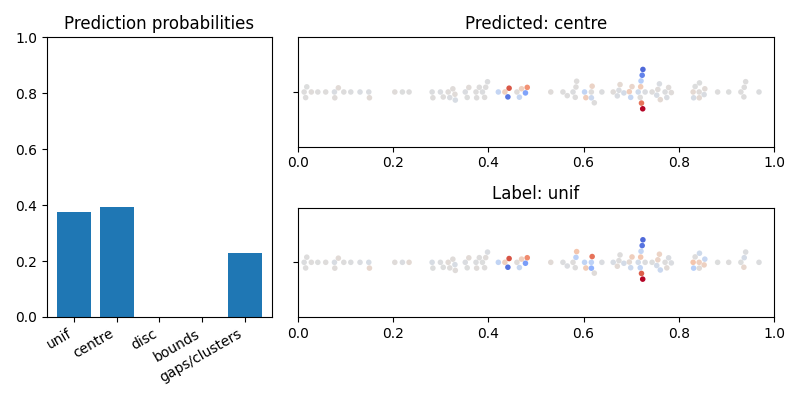 Prediction probabilities
1.0
0.8
0.6
0.4
0.2
0.0
unif
centre
disc
bounds
gaps/clusters
Predicted: centre
0.0 0.2 0.4 0.6 0.8 1.0
Label: unif
0.0 0.2 0.4 0.6 0.8 1.0